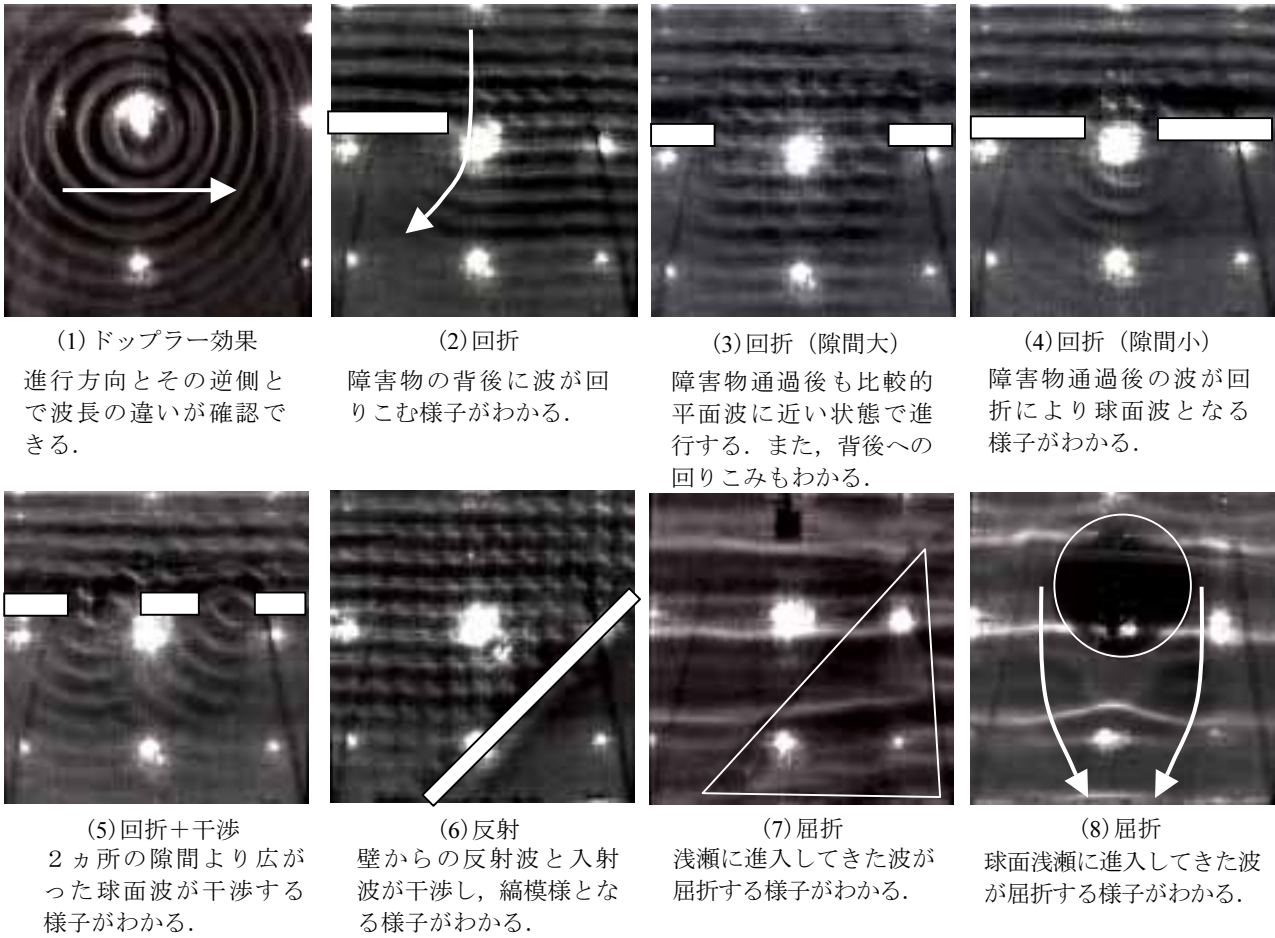 (1)ドップラー効果
進行方向とその逆側と
で波長の違いが確認で
きる．
(2)回折
障害物の背後に波が回
りこむ様子がわかる．
(3)回折（隙間大）
障害物通過後も比較的
平面波に近い状態で進
行する．また，背後への
回りこみもわかる．
(4)回折（隙間小）
障害物通過後の波が回
折により球面波となる
様子がわかる．
(5)回折＋干渉
２ヵ所の隙間より広が
った球面波が干渉する
様子がわかる．
(6)反射
壁からの反射波と入射
波が干渉し，縞模様とな
る様子がわかる．
(7)屈折
浅瀬に進入してきた波が
屈折する様子がわかる．
(8)屈折
球面浅瀬に進入してきた波
が屈折する様子がわかる．